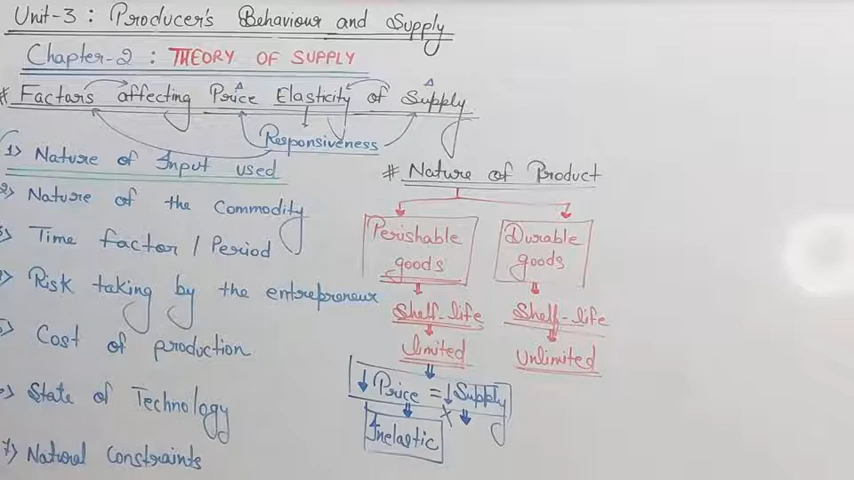 Unit-3 : Producer's Behaviour and Supply
Chapter-2 : THEORY OF SUPPLY
# Factors affecting Price Elasticity of Supply
Responsiveness
1) Nature of Input used
2) Nature of the Commodity
3) Time factor / Period
4) Risk taking by the entrepreneur
5) Cost of production
6) State of Technology
7) Natural Constraints
# Nature of Product
Perishable goods
Durable goods
Shelf-life
Shelf-life
limited
Unlimited
↓ Price = ↓ Supply
Inelastic